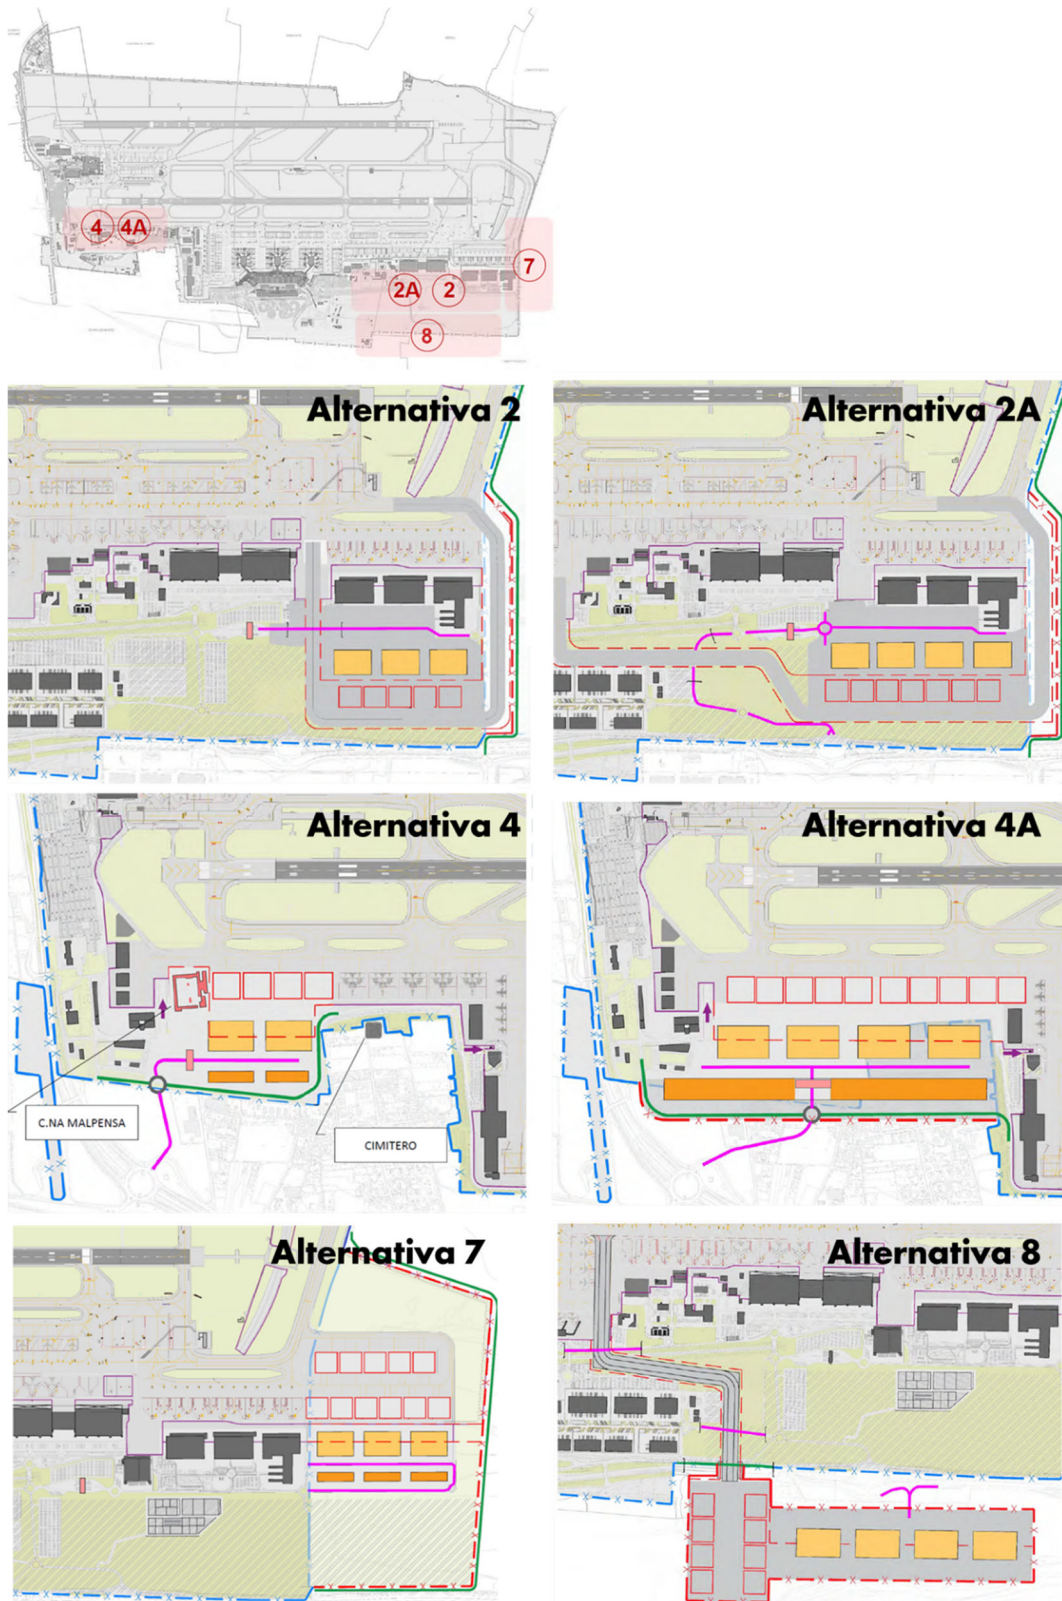 4 4A
7
2A 2
8
Alternativa 2
Alternativa 2A
Alternativa 4
C.NA MALPENSA
CIMITERO
Alternativa 4A
Alternativa 7
Alternativa 8